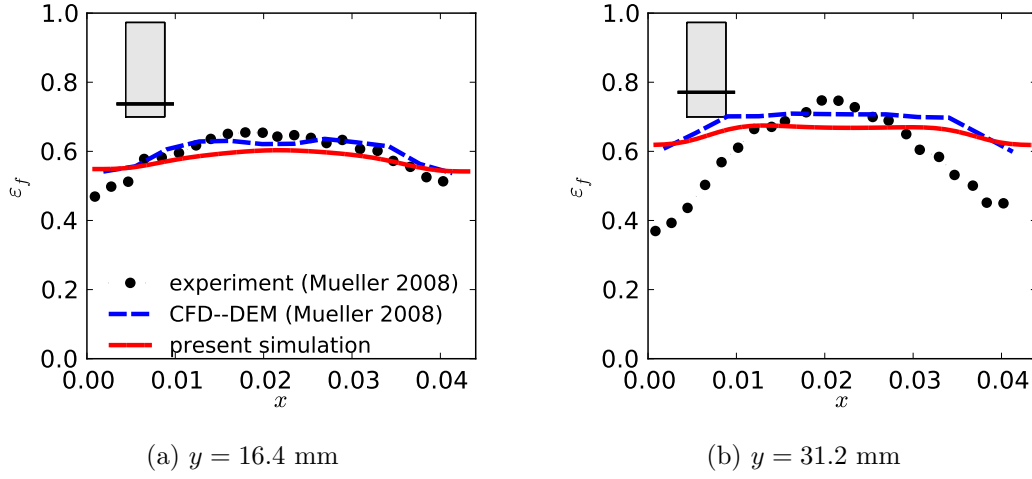 1.0
0.8
0.6
0.4
0.2
0.0
ε_f
experiment (Mueller 2008)
CFD--DEM (Mueller 2008)
present simulation
0.00 0.01 0.02 0.03 0.04
x
(a) y = 16.4 mm
1.0
0.8
0.6
0.4
0.2
0.0
ε_f
0.00 0.01 0.02 0.03 0.04
x
(b) y = 31.2 mm